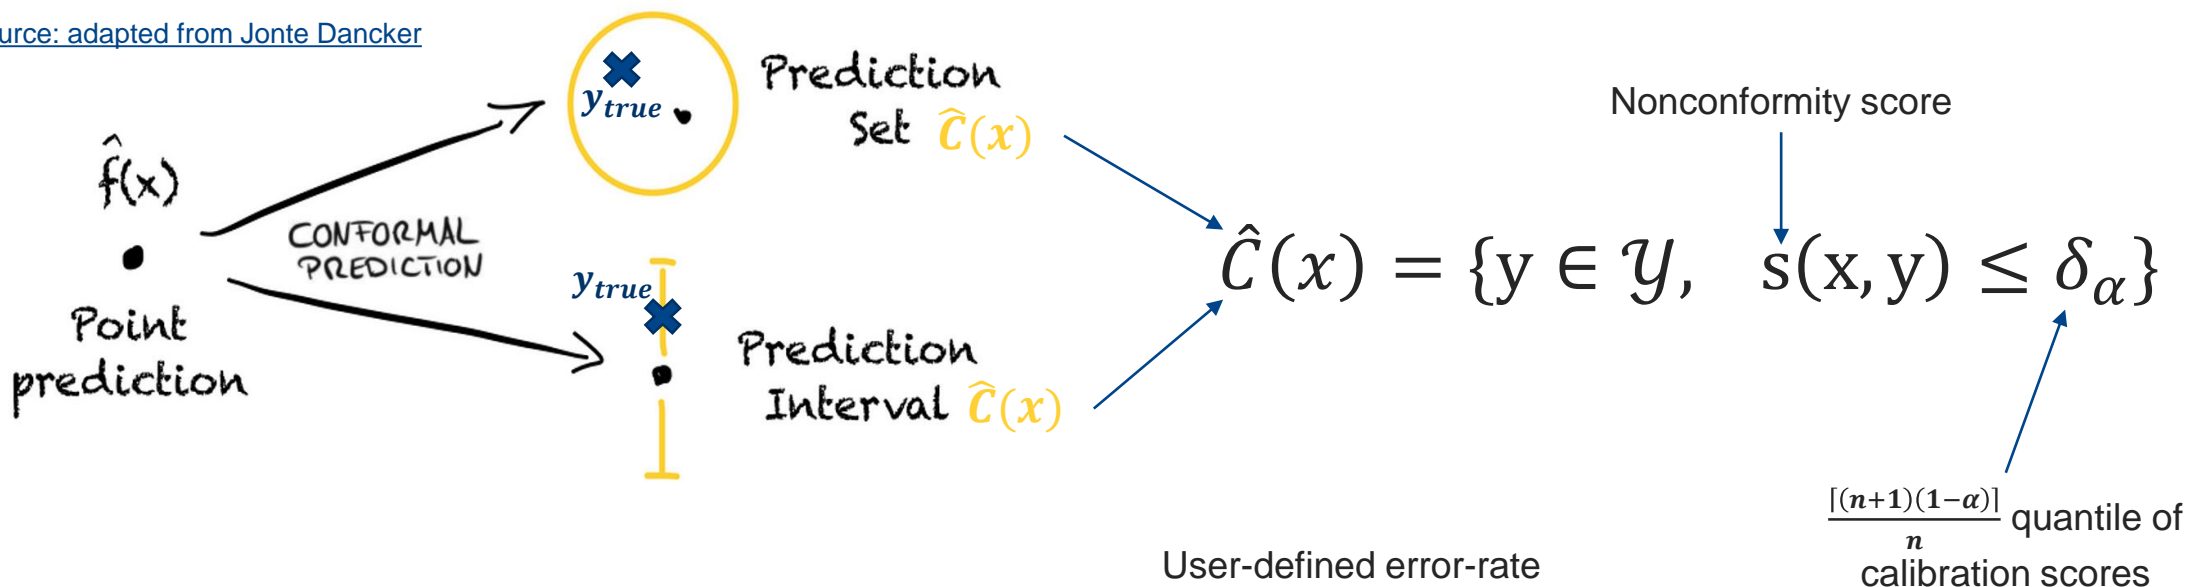 urce: adapted from Jonte Dancker
f̂(x)
Point
prediction
CONFORMAL
PREDICTION
y_true
Prediction
Set Ĉ(x)
y_true
Prediction
Interval Ĉ(x)
Nonconformity score
Ĉ(x) = {y ∈ 𝒴, s(x, y) ≤ δ_α}
⌈(n+1)(1−α)⌉/n quantile of
calibration scores
User-defined error-rate